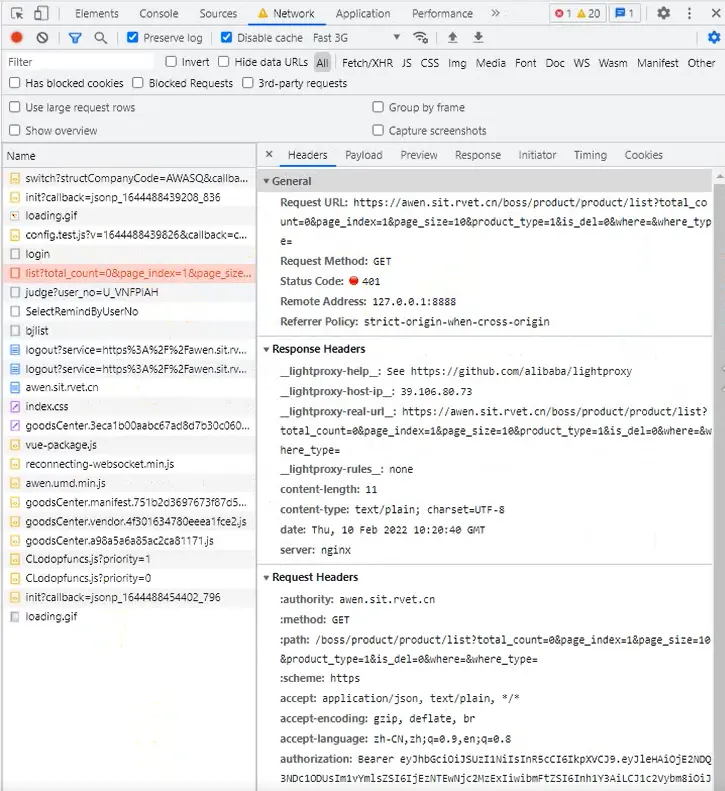 Elements Console Sources Network Application Performance » 1 20 1
Preserve log Disable cache Fast 3G
Filter Invert Hide data URLs All Fetch/XHR JS CSS Img Media Font Doc WS Wasm Manifest Other
Has blocked cookies Blocked Requests 3rd-party requests
Use large request rows Group by frame
Show overview Capture screenshots
Name
switch?structCompanyCode=AWASQ&callba...
init?callback=jsonp_1644488439208_836
loading.gif
config.test.js?v=1644488439826&callback=c...
login
list?total_count=0&page_index=1&page_size...
judge?user_no=U_VNFPIAH
SelectRemindByUserNo
bjlist
logout?service=https%3A%2F%2Fawen.sit.rv...
logout?service=https%3A%2F%2Fawen.sit.rv...
awen.sit.rvet.cn
index.css
goodsCenter.3eca1b00aabc67ad8d7b30c060...
vue-package.js
reconnecting-websocket.min.js
awen.umd.min.js
goodsCenter.manifest.751b2d3697673f87d5...
goodsCenter.vendor.4f301634780eeea1fce2.js
goodsCenter.a98a5a6a85ac2ca81171.js
CLodopfuncs.js?priority=1
CLodopfuncs.js?priority=0
init?callback=jsonp_1644488454402_796
loading.gif
Headers Payload Preview Response Initiator Timing Cookies
General
Request URL: https://awen.sit.rvet.cn/boss/product/product/list?total_co
unt=0&page_index=1&page_size=10&product_type=1&is_del=0&where=&where_ty
pe=
Request Method: GET
Status Code: 401
Remote Address: 127.0.0.1:8888
Referrer Policy: strict-origin-when-cross-origin
Response Headers
__lightproxy-help__: See https://github.com/alibaba/lightproxy
__lightproxy-host-ip__: 39.106.80.73
__lightproxy-real-url__: https://awen.sit.rvet.cn/boss/product/product/list?
total_count=0&page_index=1&page_size=10&product_type=1&is_del=0&where=&w
here_type=
__lightproxy-rules__: none
content-length: 11
content-type: text/plain; charset=UTF-8
date: Thu, 10 Feb 2022 10:20:40 GMT
server: nginx
Request Headers
:authority: awen.sit.rvet.cn
:method: GET
:path: /boss/product/product/list?total_count=0&page_index=1&page_size=10
&product_type=1&is_del=0&where=&where_type=
:scheme: https
accept: application/json, text/plain, */*
accept-encoding: gzip, deflate, br
accept-language: zh-CN,zh;q=0.9,en;q=0.8
authorization: Bearer